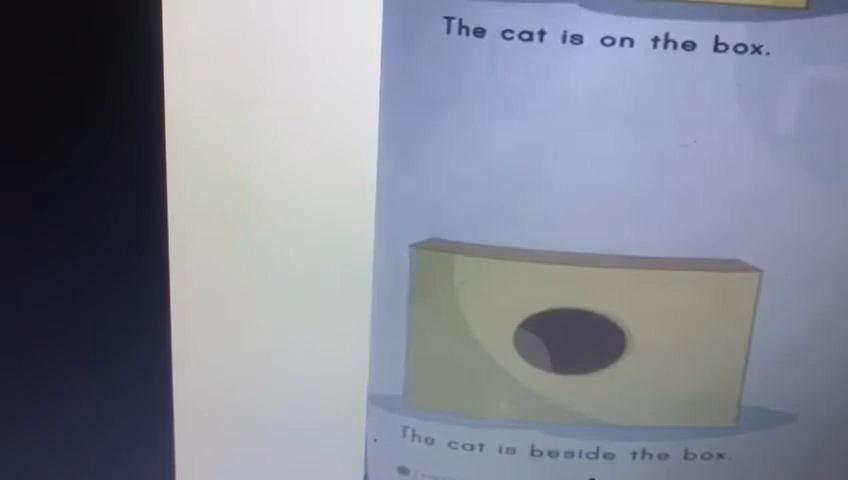 The cat is on the box.
The cat is beside the box.